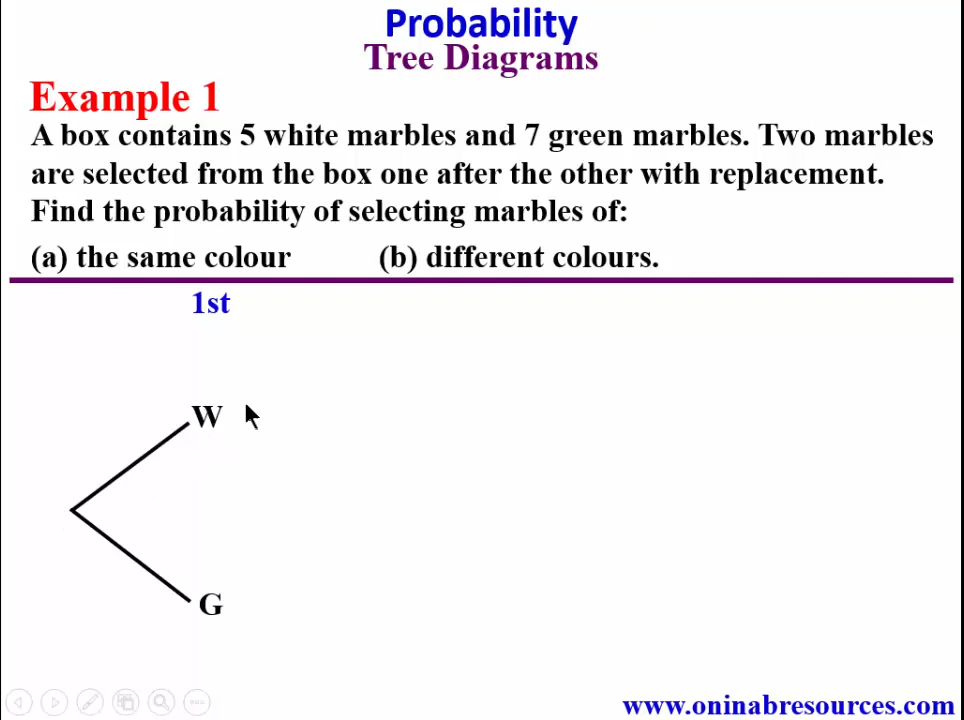 Probability
Tree Diagrams
Example 1
A box contains 5 white marbles and 7 green marbles. Two marbles
are selected from the box one after the other with replacement.
Find the probability of selecting marbles of:
(a) the same colour (b) different colours.
1st
W
G
www.oninabresources.com